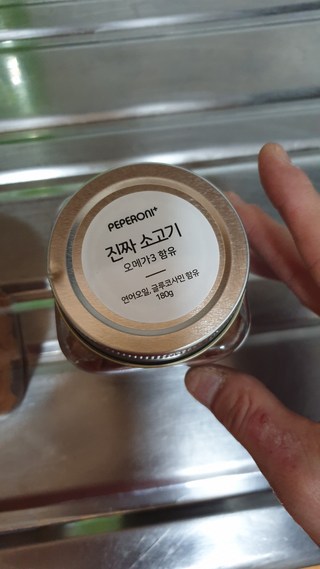 PEPERONI+
진짜 소고기
오메가3 함유
연어오일, 글루코사민 함유
180g